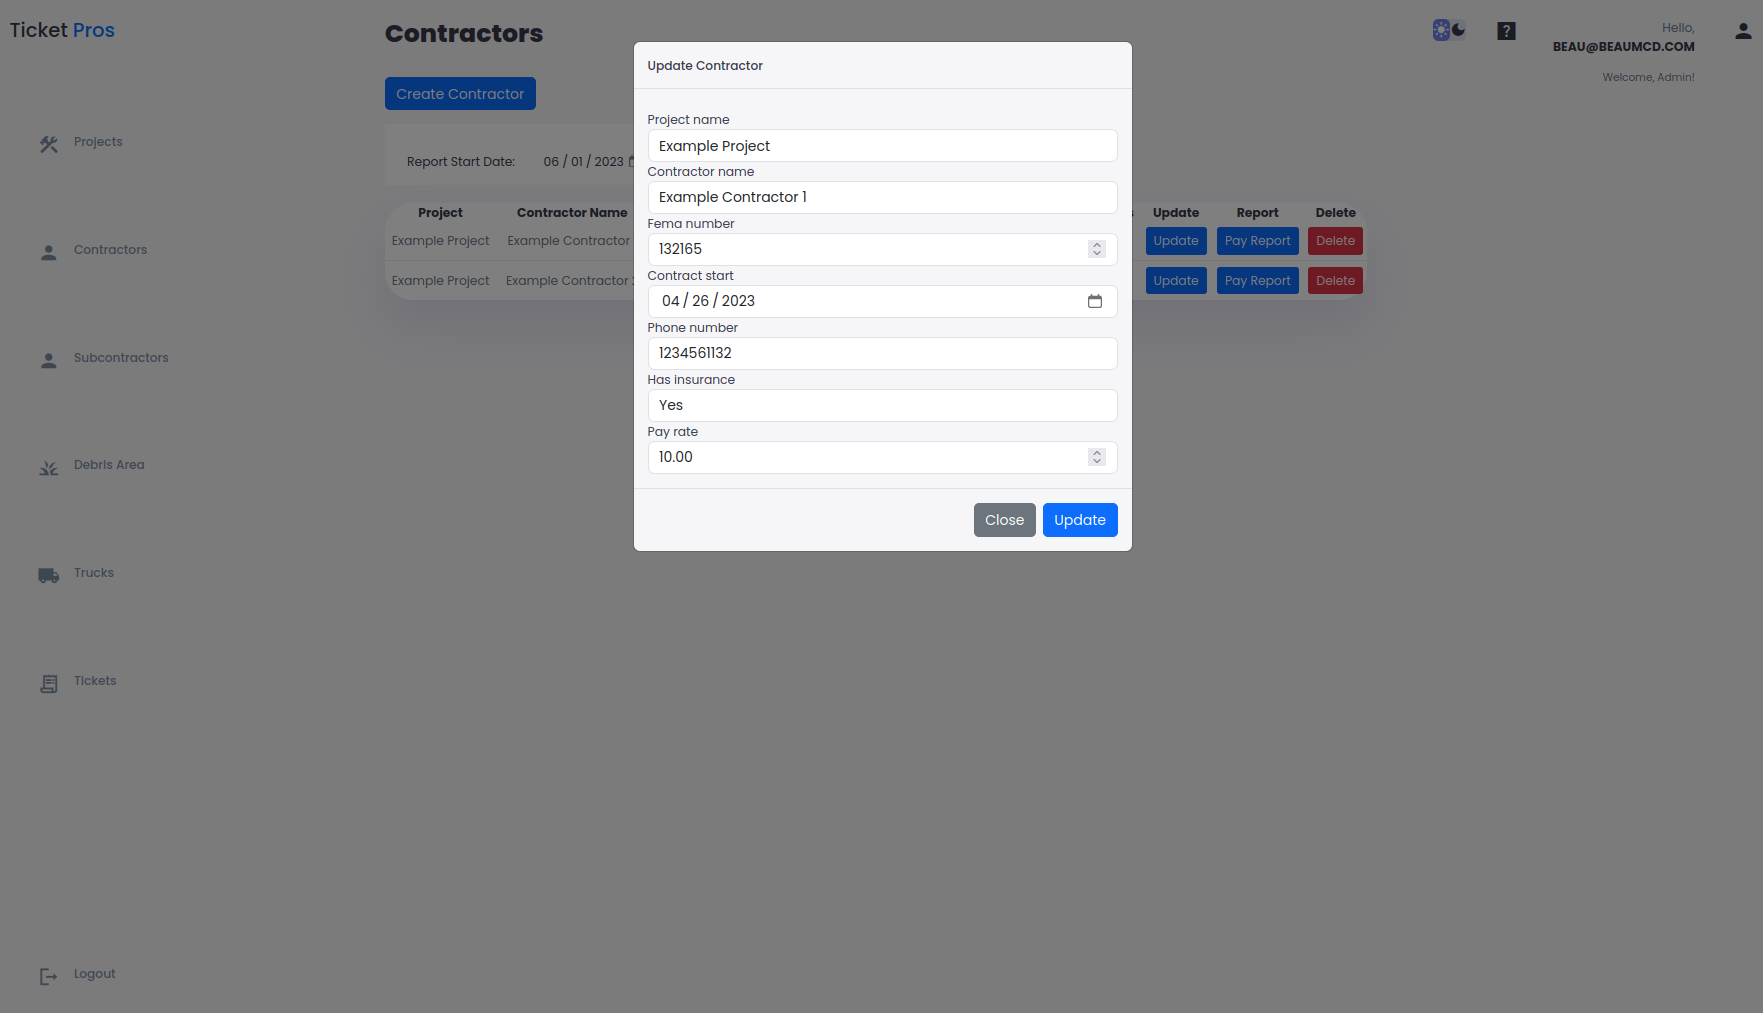 Ticket Pros
Contractors
?
Hello,
BEAU@BEAUMCD.COM
Welcome, Admin!
Create Contractor
Projects
Contractors
Subcontractors
Debris Area
Trucks
Tickets
Logout
Report Start Date: 06 / 01 / 2023
Project Contractor Name Update Report Delete
Example Project Example Contractor Update Pay Report Delete
Example Project Example Contractor Update Pay Report Delete
Update Contractor
Project name
Example Project
Contractor name
Example Contractor 1
Fema number
132165
Contract start
04 / 26 / 2023
Phone number
1234561132
Has insurance
Yes
Pay rate
10.00
Close Update